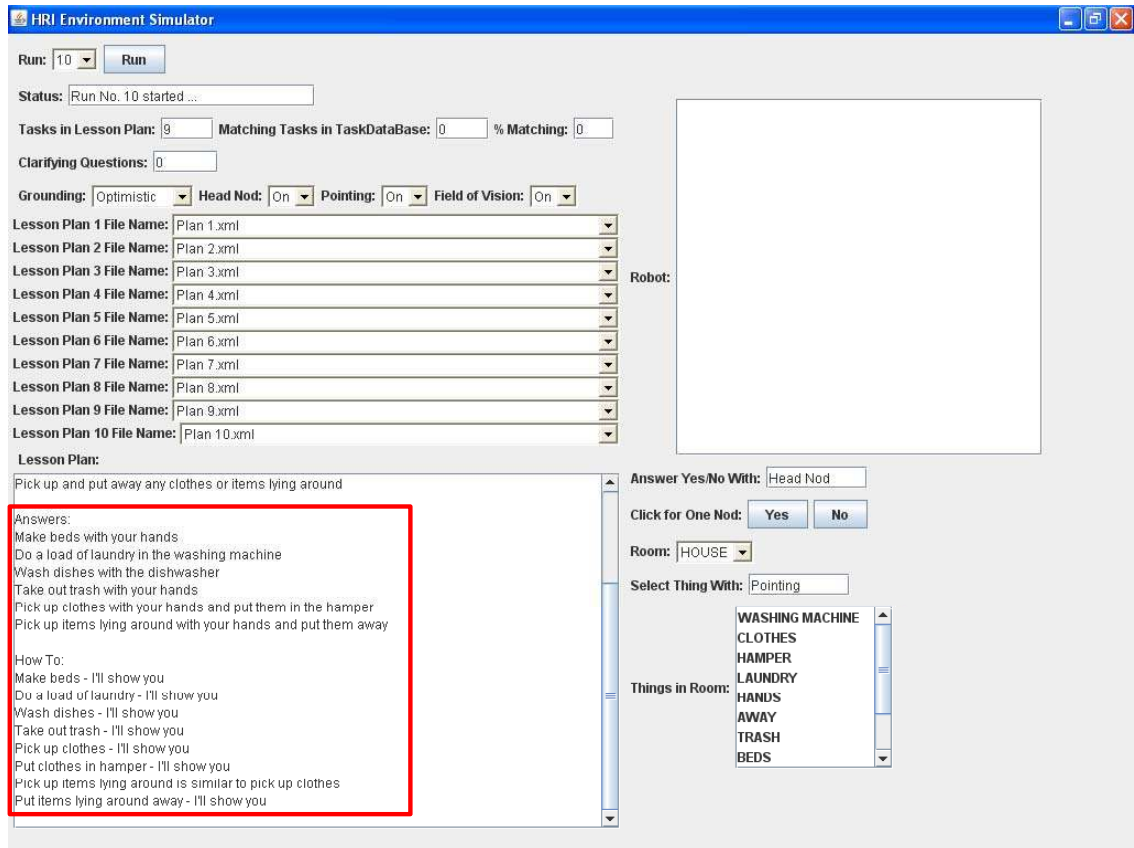 HRI Environment Simulator
Run: 10 Run
Status: Run No. 10 started ...
Tasks in Lesson Plan: 9 Matching Tasks in TaskDataBase: 0 % Matching: 0
Clarifying Questions: 0
Grounding: Optimistic Head Nod: On Pointing: On Field of Vision: On
Lesson Plan 1 File Name: Plan 1.xml
Lesson Plan 2 File Name: Plan 2.xml
Lesson Plan 3 File Name: Plan 3.xml
Lesson Plan 4 File Name: Plan 4.xml
Lesson Plan 5 File Name: Plan 5.xml
Lesson Plan 6 File Name: Plan 6.xml
Lesson Plan 7 File Name: Plan 7.xml
Lesson Plan 8 File Name: Plan 8.xml
Lesson Plan 9 File Name: Plan 9.xml
Lesson Plan 10 File Name: Plan 10.xml
Lesson Plan:
Pick up and put away any clothes or items lying around
Answers:
Make beds with your hands
Do a load of laundry in the washing machine
Wash dishes with the dishwasher
Take out trash with your hands
Pick up clothes with your hands and put them in the hamper
Pick up items lying around with your hands and put them away
How To:
Make beds - I'll show you
Do a load of laundry - I'll show you
Wash dishes - I'll show you
Take out trash - I'll show you
Pick up clothes - I'll show you
Put clothes in hamper - I'll show you
Pick up items lying around is similar to pick up clothes
Put items lying around away - I'll show you
Robot:
Answer Yes/No With: Head Nod
Click for One Nod: Yes No
Room: HOUSE
Select Thing With: Pointing
Things in Room:
WASHING MACHINE
CLOTHES
HAMPER
LAUNDRY
HANDS
AWAY
TRASH
BEDS